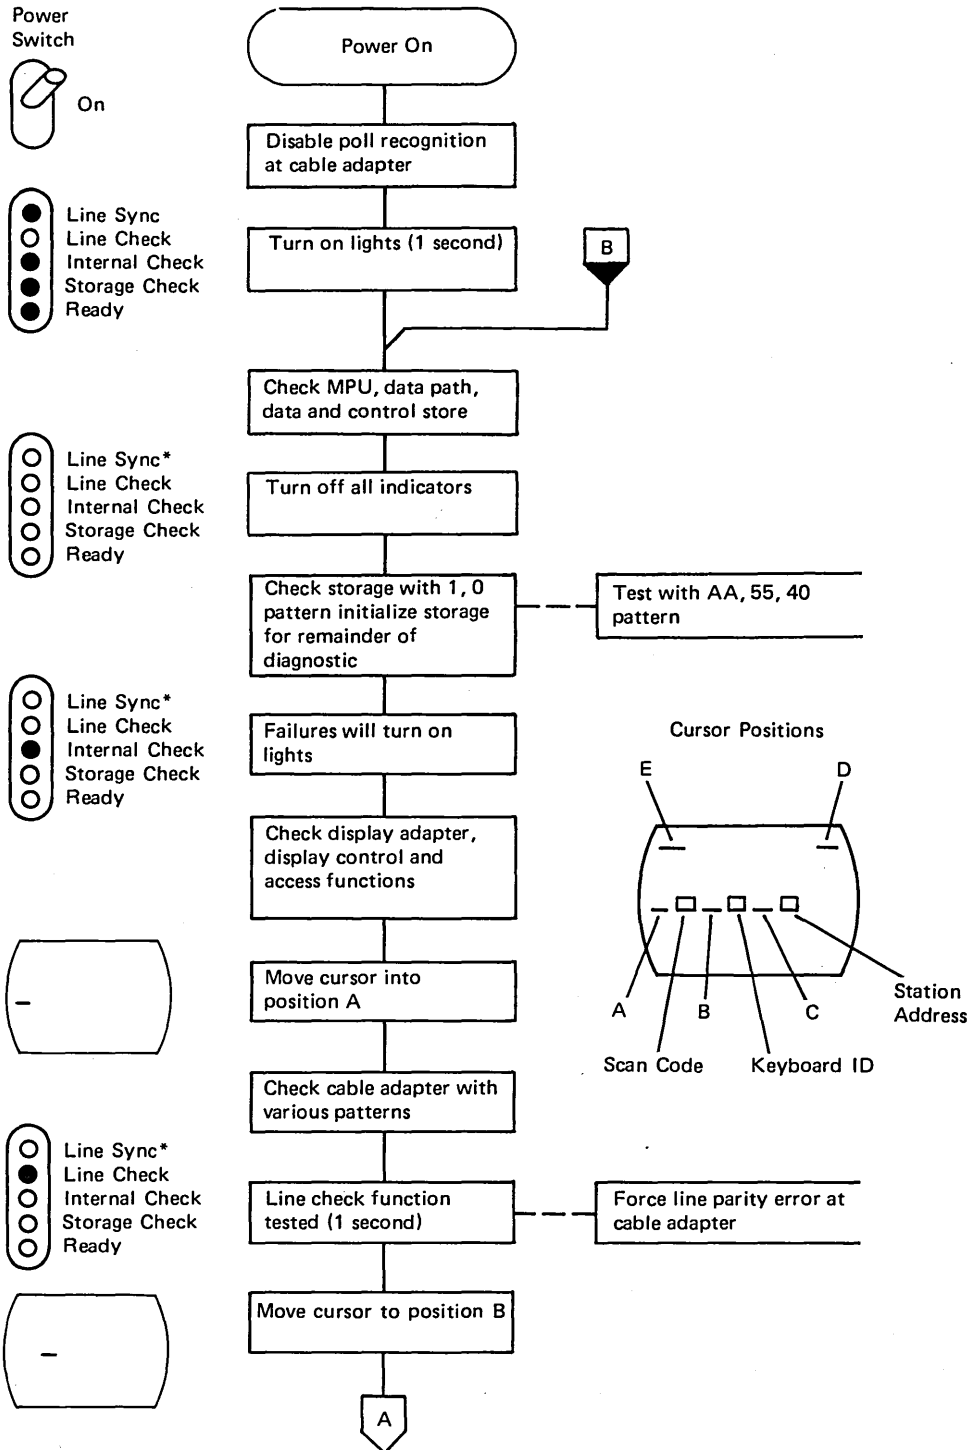 Power
Switch
On
Power On
Disable poll recognition
at cable adapter
Line Sync
Line Check
Internal Check
Storage Check
Ready
Turn on lights (1 second)
B
Check MPU, data path,
data and control store
Line Sync*
Line Check
Internal Check
Storage Check
Ready
Turn off all indicators
Check storage with 1, 0
pattern initialize storage
for remainder of
diagnostic
Test with AA, 55, 40
pattern
Line Sync*
Line Check
Internal Check
Storage Check
Ready
Failures will turn on
lights
Check display adapter,
display control and
access functions
Cursor Positions
E
D
A
B
C
Station
Address
Scan Code
Keyboard ID
Move cursor into
position A
Check cable adapter with
various patterns
Line Sync*
Line Check
Internal Check
Storage Check
Ready
Line check function
tested (1 second)
Force line parity error at
cable adapter
Move cursor to position B
A